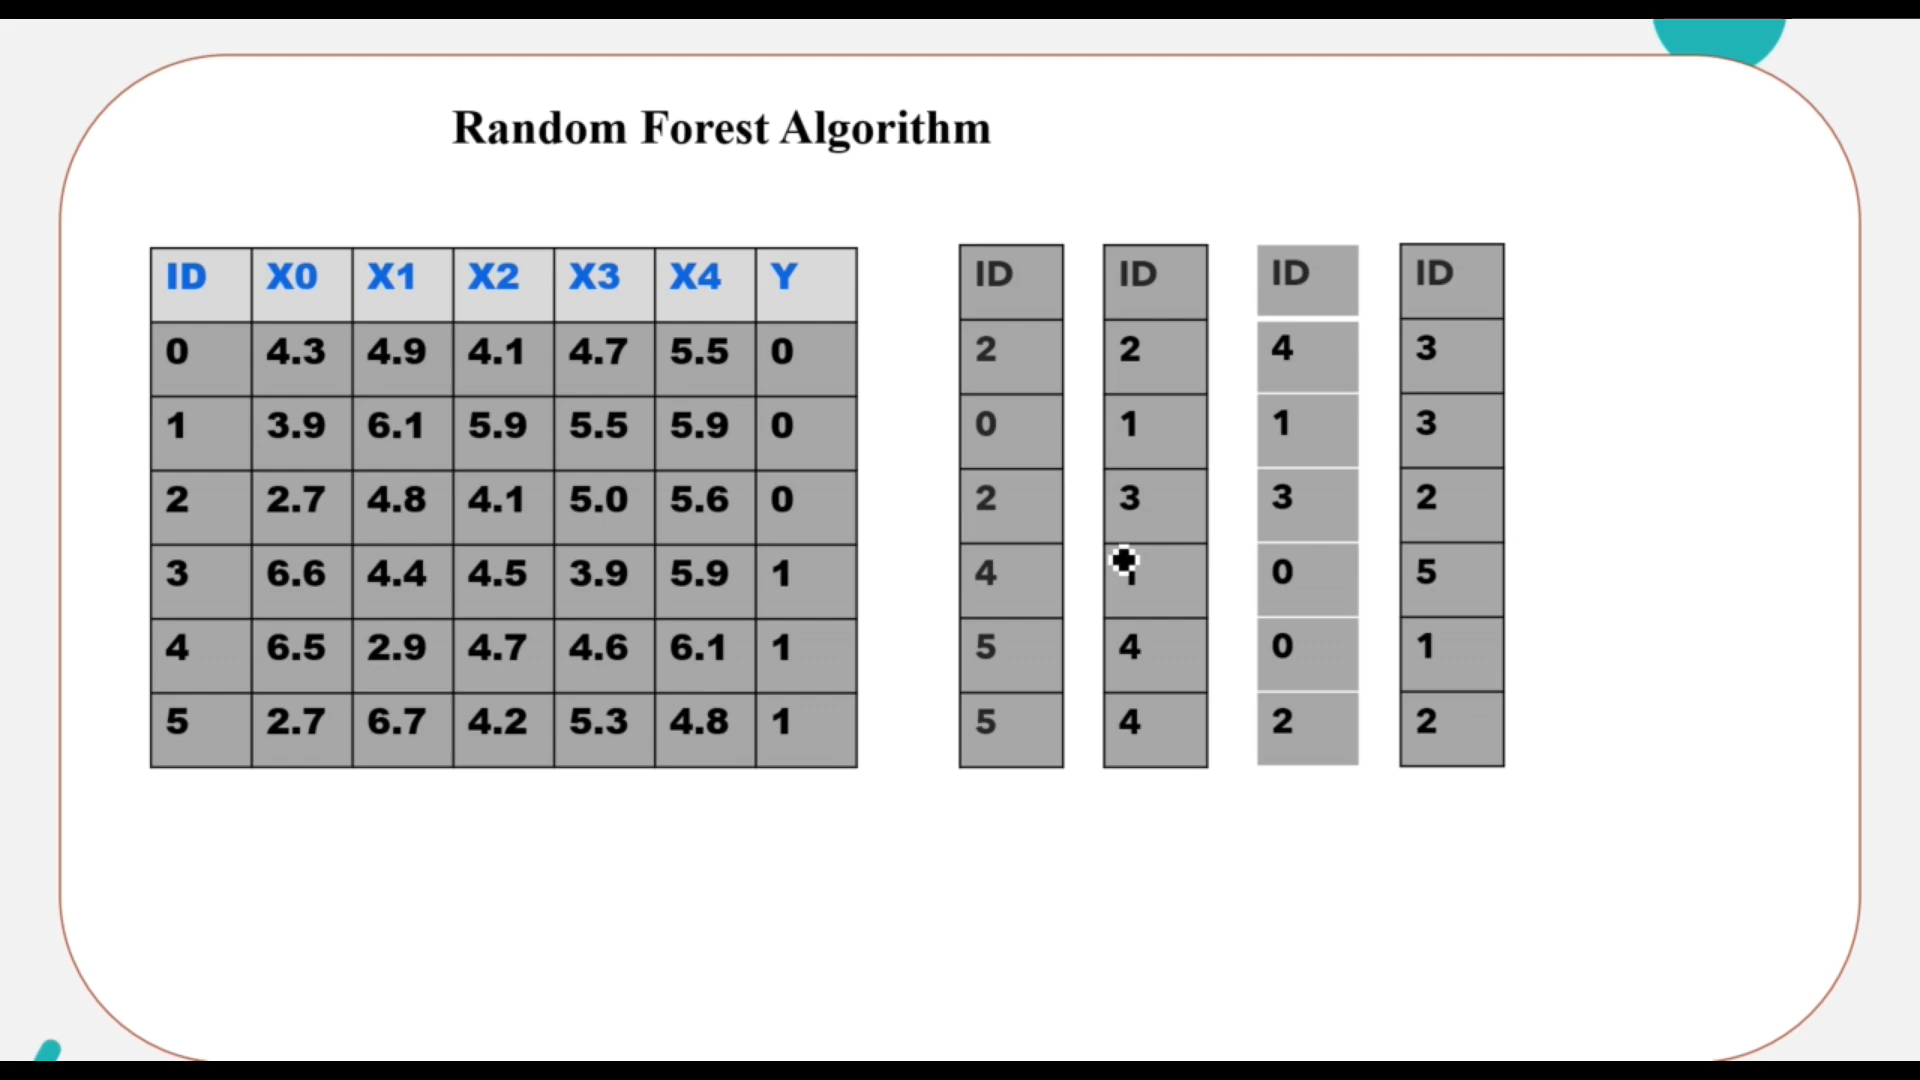 Random Forest Algorithm
ID X0 X1 X2 X3 X4 Y
0 4.3 4.9 4.1 4.7 5.5 0
1 3.9 6.1 5.9 5.5 5.9 0
2 2.7 4.8 4.1 5.0 5.6 0
3 6.6 4.4 4.5 3.9 5.9 1
4 6.5 2.9 4.7 4.6 6.1 1
5 2.7 6.7 4.2 5.3 4.8 1
ID ID ID ID
2 2 4 3
0 1 1 3
2 3 3 2
4 0 5
5 4 0 1
5 4 2 2